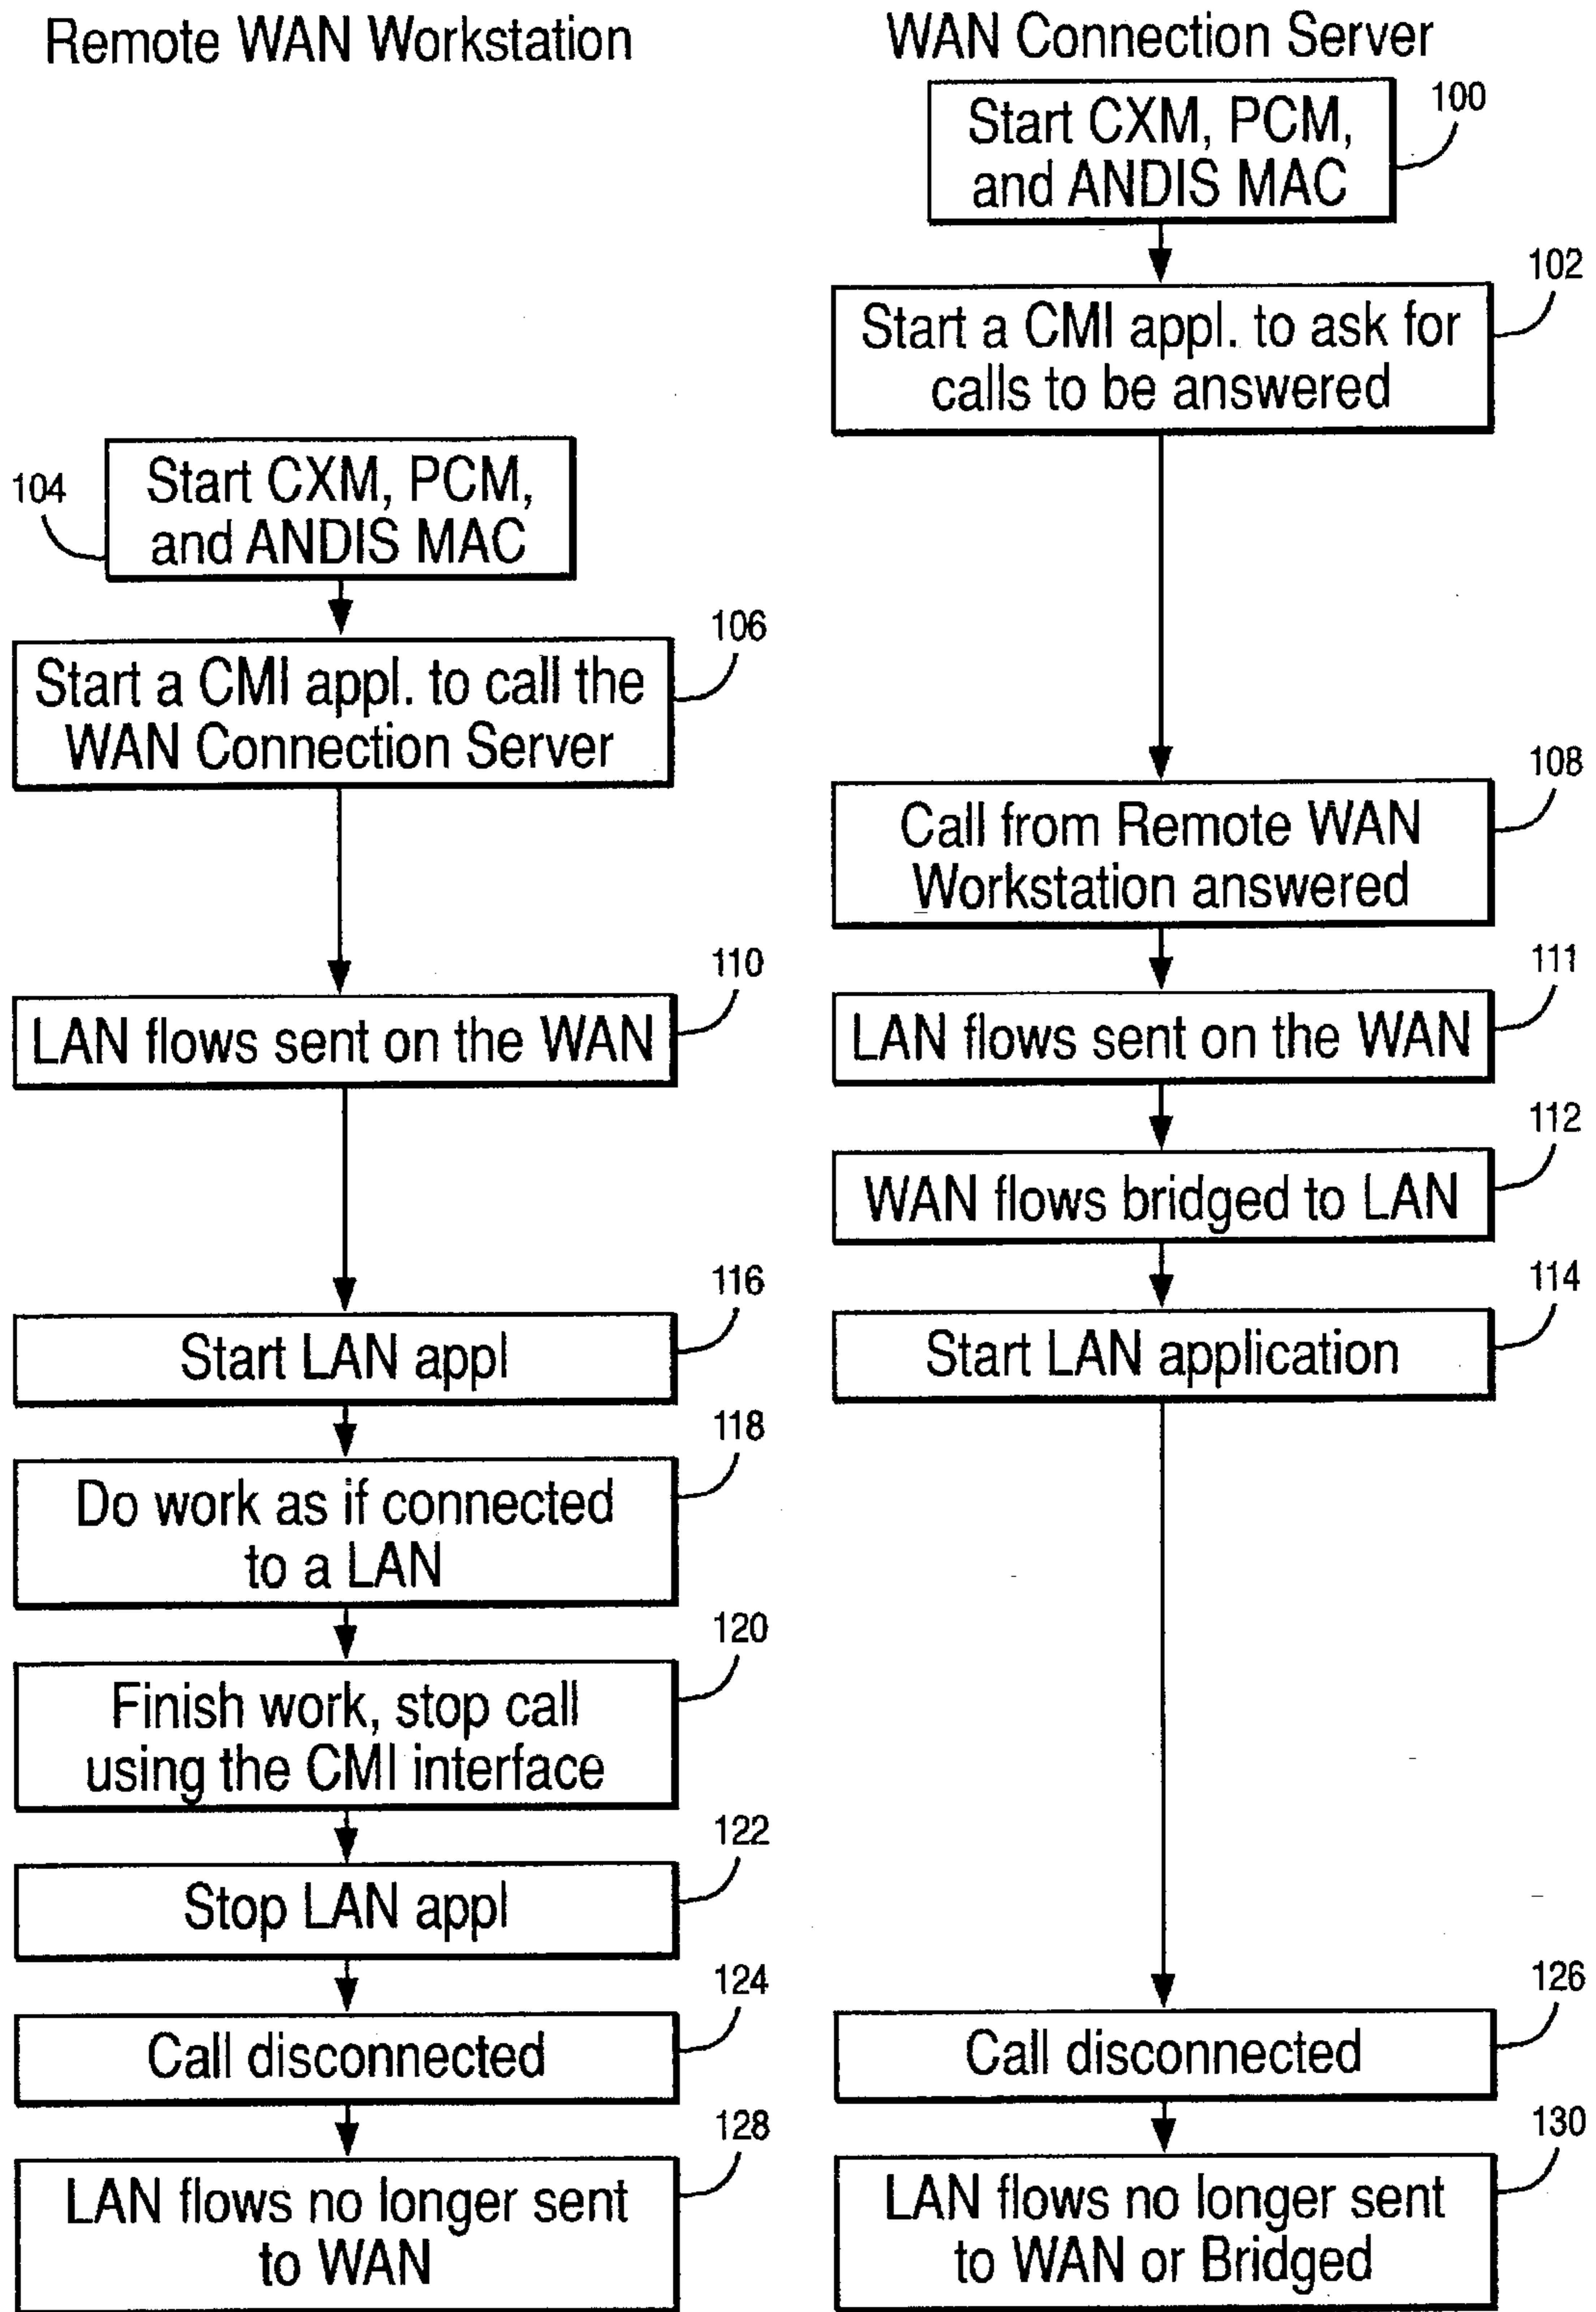 Remote WAN Workstation
WAN Connection Server
100
Start CXM, PCM,
and ANDIS MAC
102
Start a CMI appl. to ask for
calls to be answered
104
Start CXM, PCM,
and ANDIS MAC
106
Start a CMI appl. to call the
WAN Connection Server
108
Call from Remote WAN
Workstation answered
110
LAN flows sent on the WAN
111
LAN flows sent on the WAN
112
WAN flows bridged to LAN
114
Start LAN application
116
Start LAN appl
118
Do work as if connected
to a LAN
120
Finish work, stop call
using the CMI interface
122
Stop LAN appl
124
Call disconnected
126
Call disconnected
128
LAN flows no longer sent
to WAN
130
LAN flows no longer sent
to WAN or Bridged